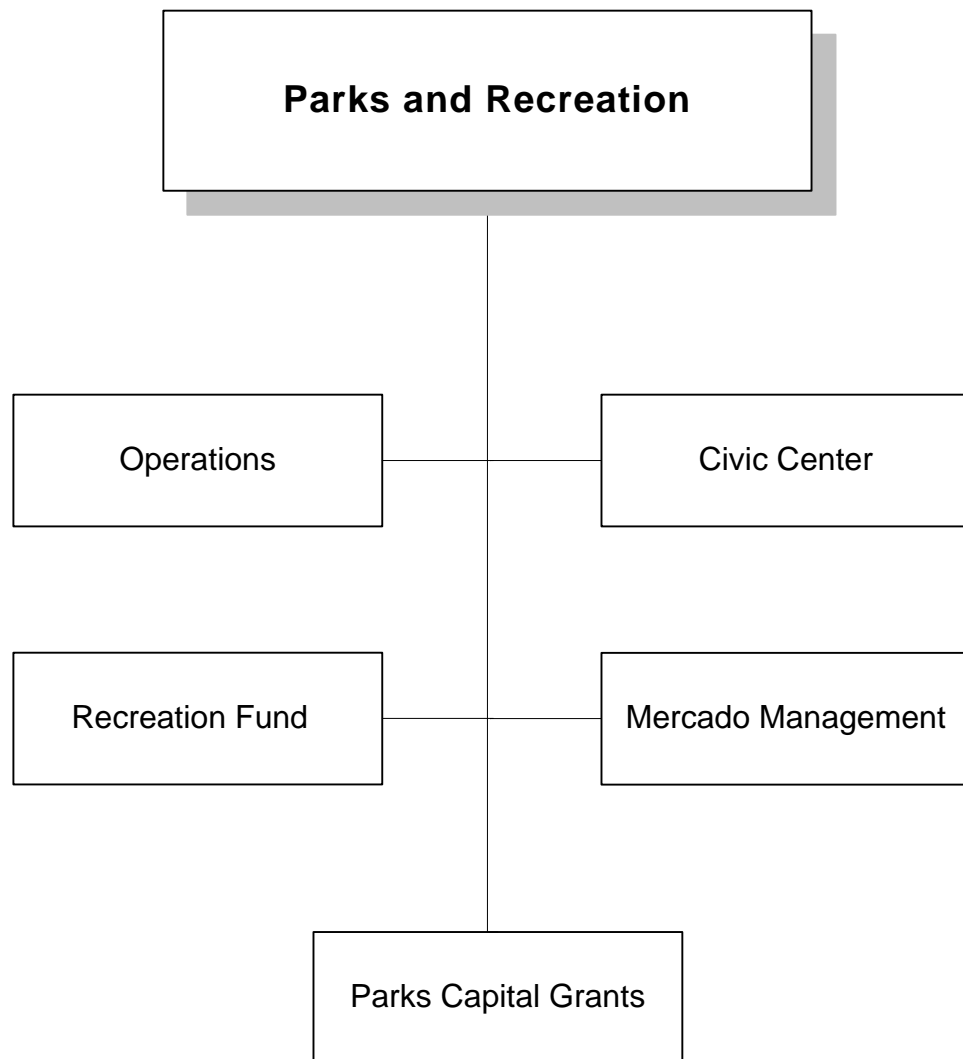 Parks and Recreation
Operations
Civic Center
Recreation Fund
Mercado Management
Parks Capital Grants